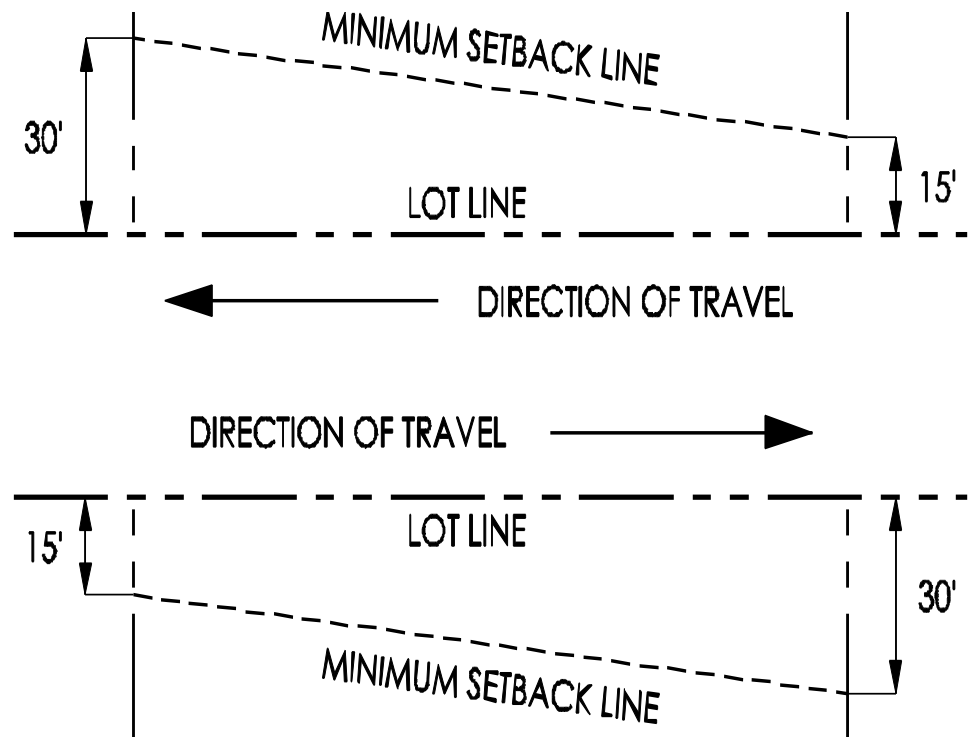 MINIMUM SETBACK LINE
30'
15'
LOT LINE
DIRECTION OF TRAVEL
DIRECTION OF TRAVEL
LOT LINE
15'
30'
MINIMUM SETBACK LINE